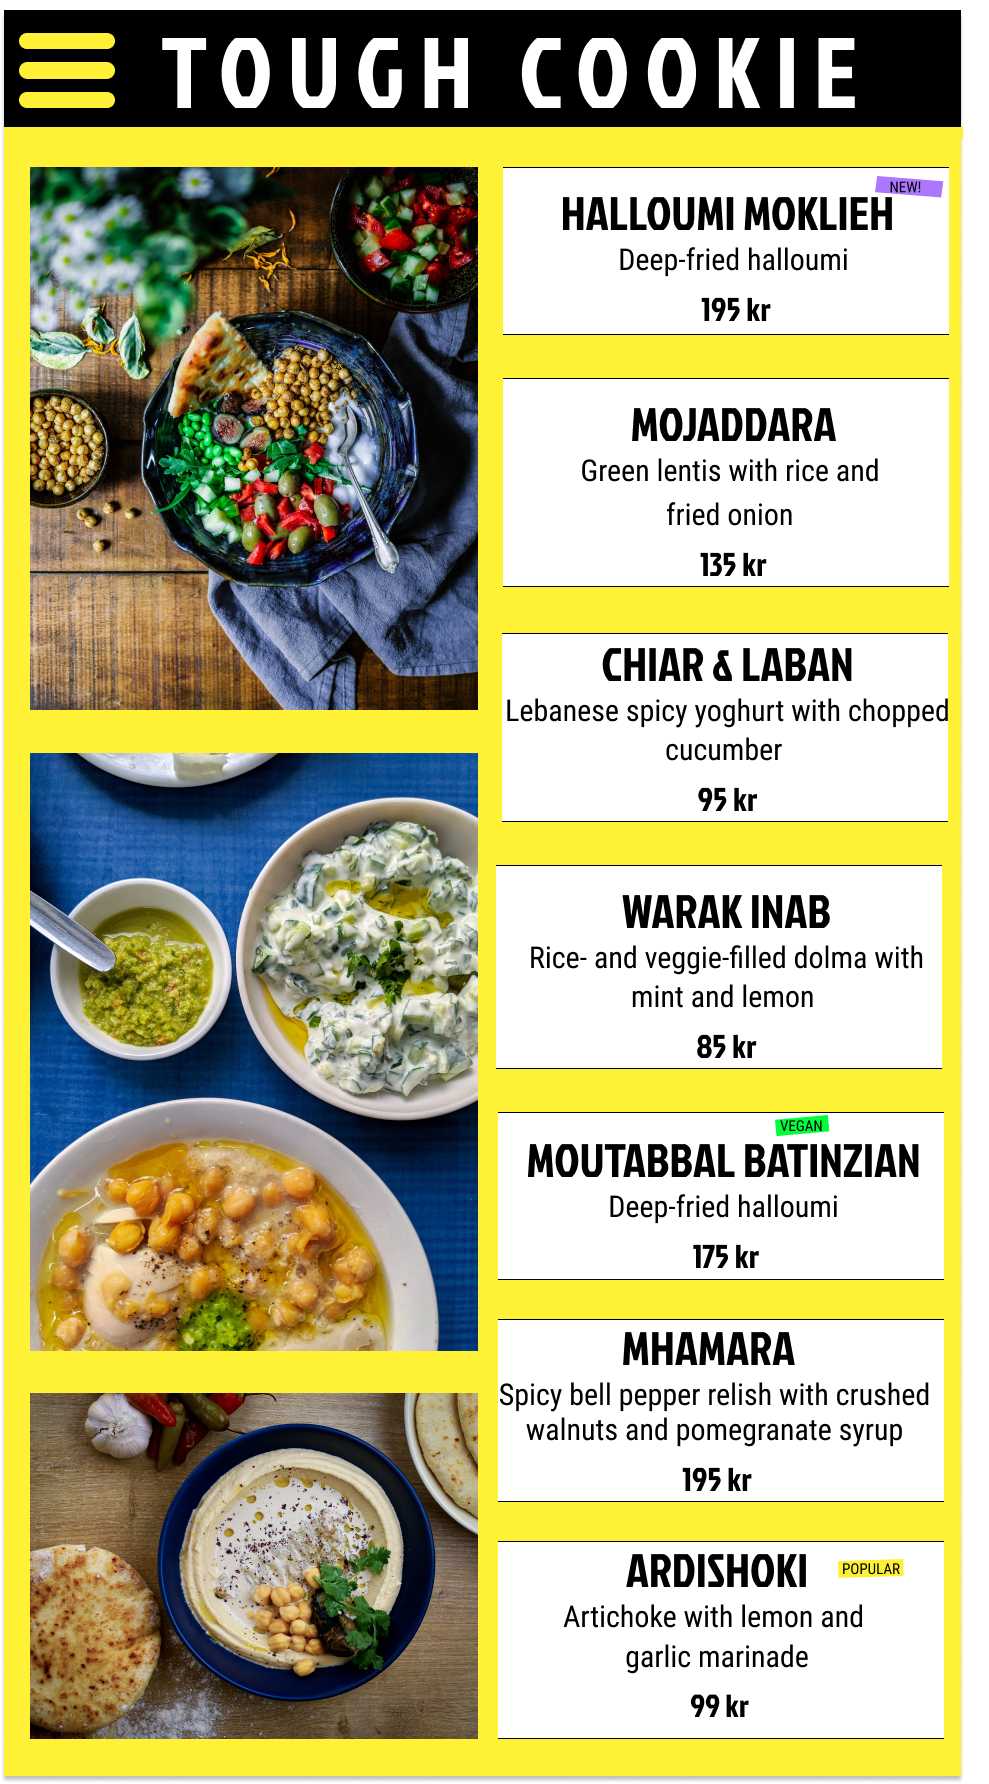 TOUGH COOKIE
NEW!
HALLOUMI MOKLIEH
Deep-fried halloumi
195 kr
MOJADDARA
Green lentis with rice and
fried onion
135 kr
CHIAR & LABAN
Lebanese spicy yoghurt with chopped
cucumber
95 kr
WARAK INAB
Rice- and veggie-filled dolma with
mint and lemon
85 kr
VEGAN
MOUTABBAL BATINZIAN
Deep-fried halloumi
175 kr
MHAMARA
Spicy bell pepper relish with crushed
walnuts and pomegranate syrup
195 kr
ARDISHOKI
POPULAR
Artichoke with lemon and
garlic marinade
99 kr